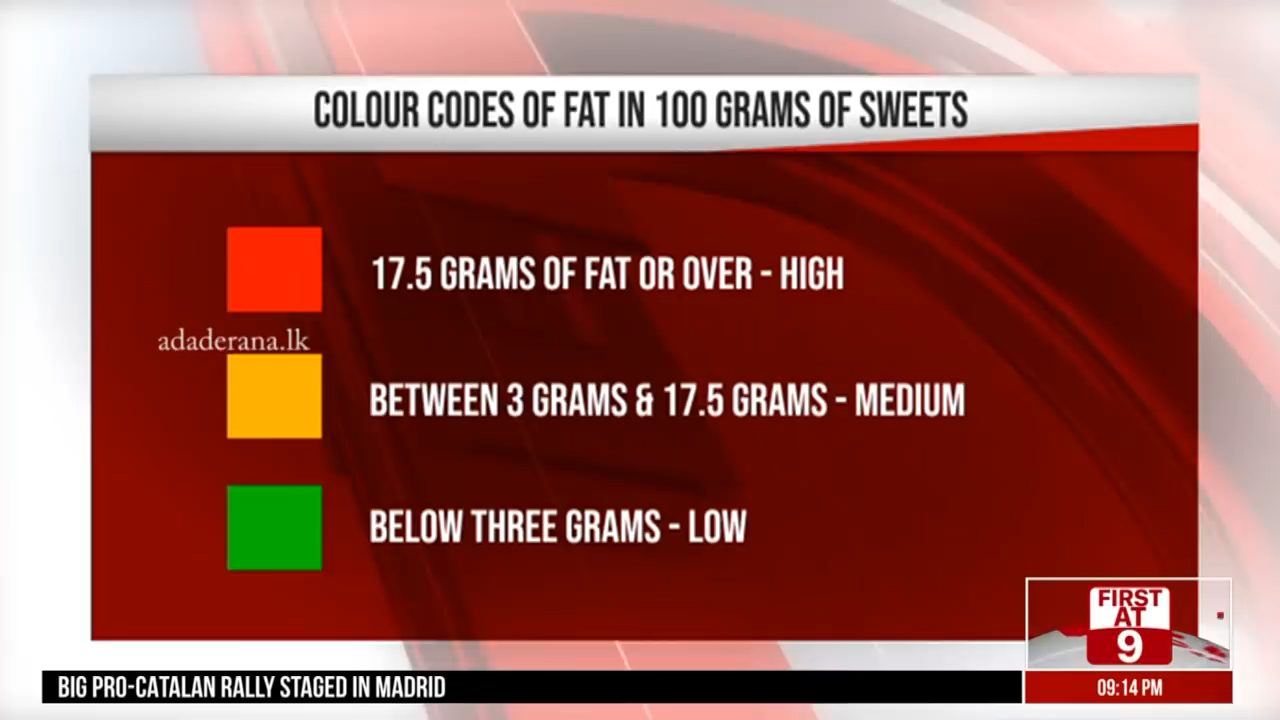 COLOUR CODES OF FAT IN 100 GRAMS OF SWEETS
17.5 GRAMS OF FAT OR OVER - HIGH
adaderana.lk
BETWEEN 3 GRAMS & 17.5 GRAMS - MEDIUM
BELOW THREE GRAMS - LOW
FIRST
AT
9
BIG PRO-CATALAN RALLY STAGED IN MADRID
09:14 PM